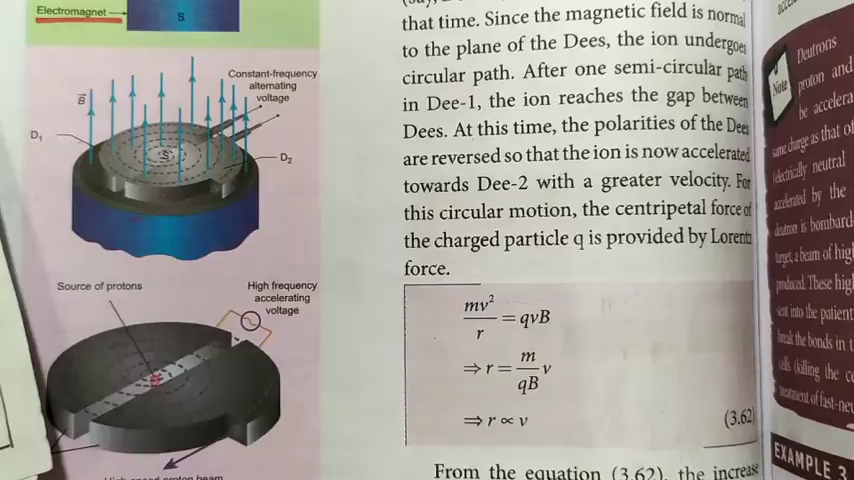 Electromagnet
S
Constant-frequency
alternating
voltage
B
D1
S
D2
Source of protons
High frequency
accelerating
voltage
that time. Since the magnetic field is normal
to the plane of the Dees, the ion undergoes
circular path. After one semi-circular path
in Dee-1, the ion reaches the gap between
Dees. At this time, the polarities of the Dees
are reversed so that the ion is now accelerated
towards Dee-2 with a greater velocity. For
this circular motion, the centripetal force of
the charged particle q is provided by Lorentz
force.
mv²/r = qvB
⇒ r = m/qB v
⇒ r ∝ v
(3.62)
From the equation (3.62), the increase
Note
Deutrons
proton and
be accelera
same charge as that of
(electrically neutral
accelerated by the
deutron is bombard
target, a beam of high
produced. These high
sent into the patient
break the bonds in t
cells (killing the c
treatment of fast-neu
EXAMPLE 3